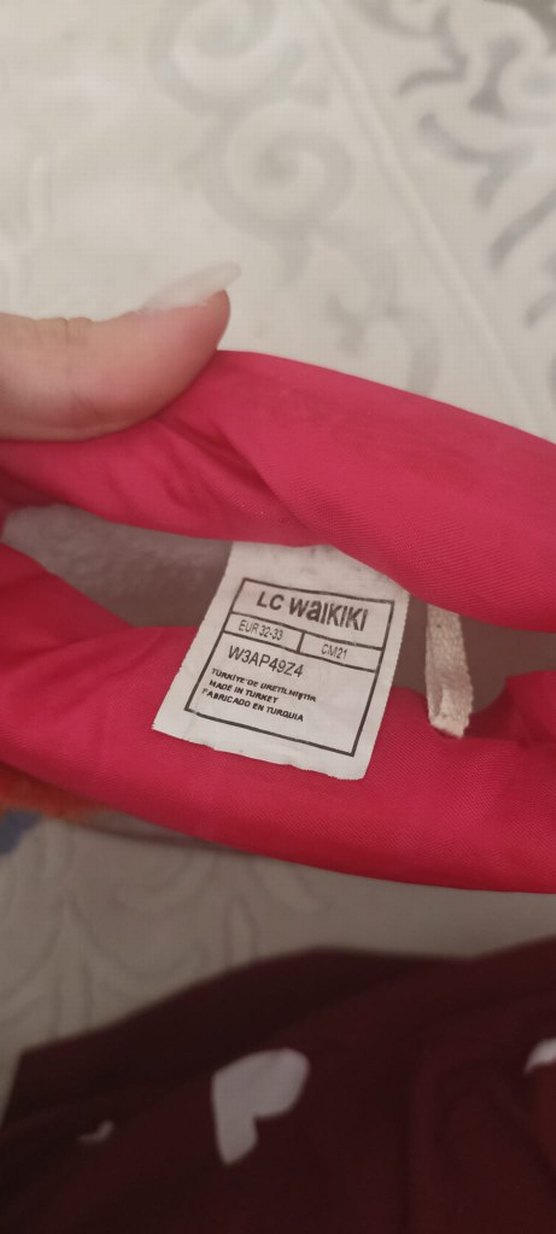 LC WAIKIKI
EUR 32-33 CM21
W3AP49Z4
TÜRKİYE'DE ÜRETİLMİŞTİR
MADE IN TURKEY
FABRICADO EN TURQUIA